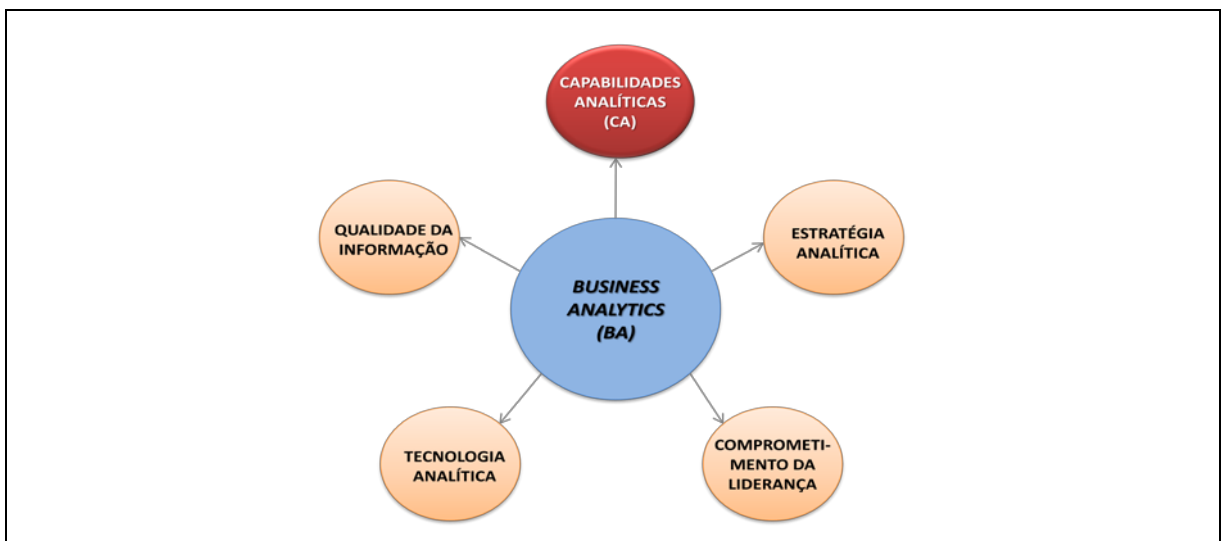 CAPABILIDADES
ANALÍTICAS
(CA)
QUALIDADE DA
INFORMAÇÃO
ESTRATÉGIA
ANALÍTICA
BUSINESS
ANALYTICS
(BA)
TECNOLOGIA
ANALÍTICA
COMPROMETI-
MENTO DA
LIDERANÇA